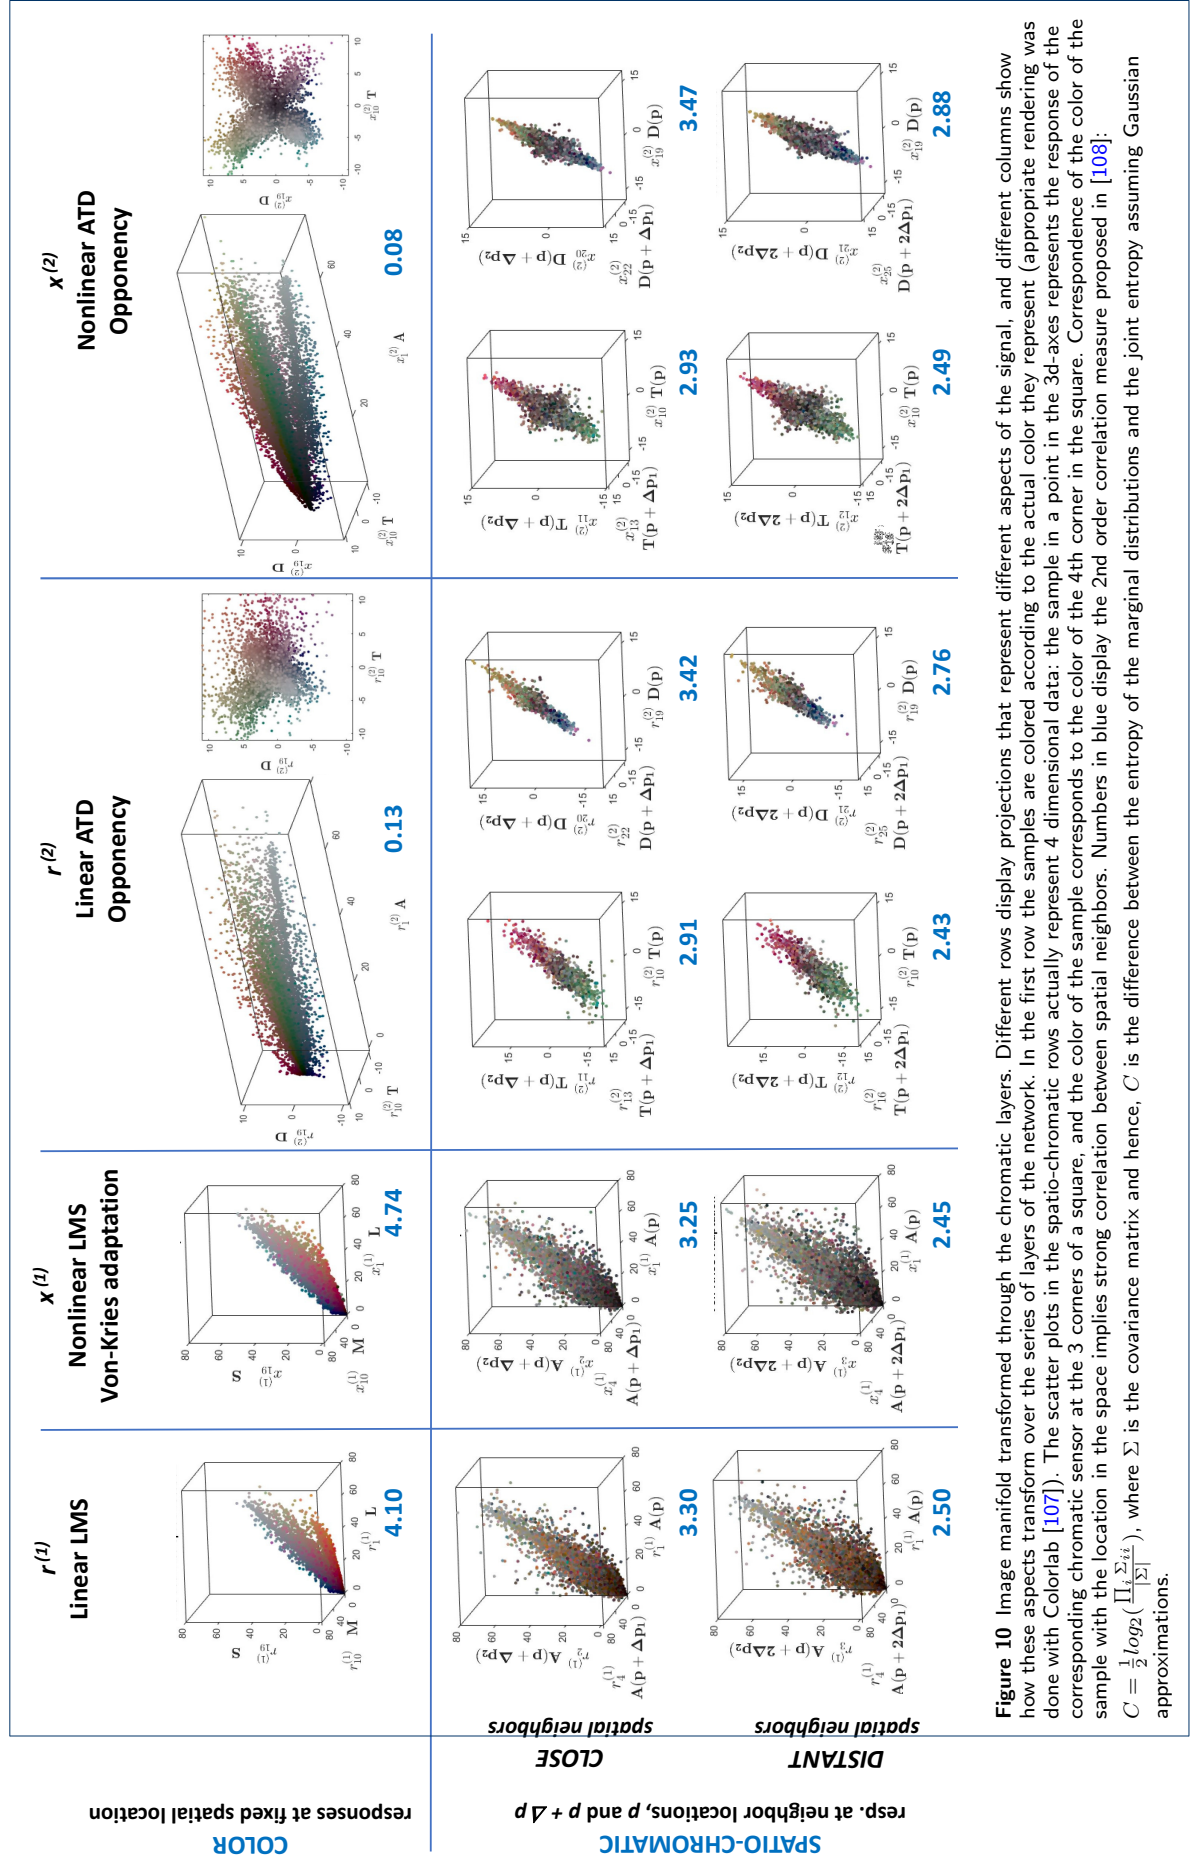 r(1)
Linear LMS
x(1)
Nonlinear LMS
Von-Kries adaptation
r(2)
Linear ATD
Opponency
x(2)
Nonlinear ATD
Opponency
COLOR
responses at fixed spatial location
4.10
4.74
0.13
0.08
SPATIO-CHROMATIC
resp. at neighbor locations, p and p + Δ p
CLOSE
spatial neighbors
3.30
3.25
2.91
3.42
2.93
3.47
DISTANT
spatial neighbors
2.50
2.45
2.43
2.76
2.49
2.88
Figure 10 Image manifold transformed through the chromatic layers. Different rows display projections that represent different aspects of the signal, and different columns show
how these aspects transform over the series of layers of the network. In the first row the samples are colored according to the actual color they represent (appropriate rendering was
done with Colorlab [107]). The scatter plots in the spatio-chromatic rows actually represent 4 dimensional data: the sample in a point in the 3d-axes represents the response of the
corresponding chromatic sensor at the 3 corners of a square, and the color of the sample corresponds to the color of the 4th corner in the square. Correspondence of the color of the
sample with the location in the space implies strong correlation between spatial neighbors. Numbers in blue display the 2nd order correlation measure proposed in [108]:
C = 1/2 log2(∏i Σii / |Σ|), where Σ is the covariance matrix and hence, C is the difference between the entropy of the marginal distributions and the joint entropy assuming Gaussian
approximations.